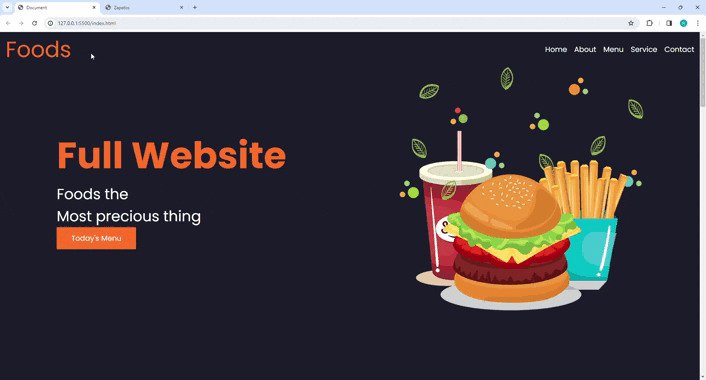 Document
Zapatos
127.0.0.1:5500/index.html
Foods
Home About Menu Service Contact
Full Website
Foods the
Most precious thing
Today's Menu